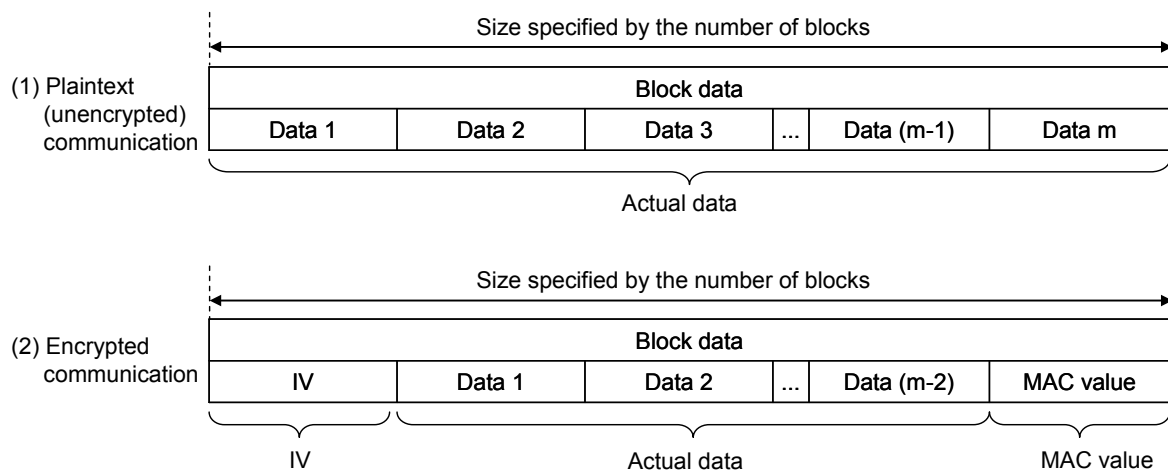 Size specified by the number of blocks
(1) Plaintext
(unencrypted)
communication
Block data
Data 1 Data 2 Data 3 ... Data (m-1) Data m
Actual data
Size specified by the number of blocks
(2) Encrypted
communication
Block data
IV Data 1 Data 2 ... Data (m-2) MAC value
IV Actual data MAC value